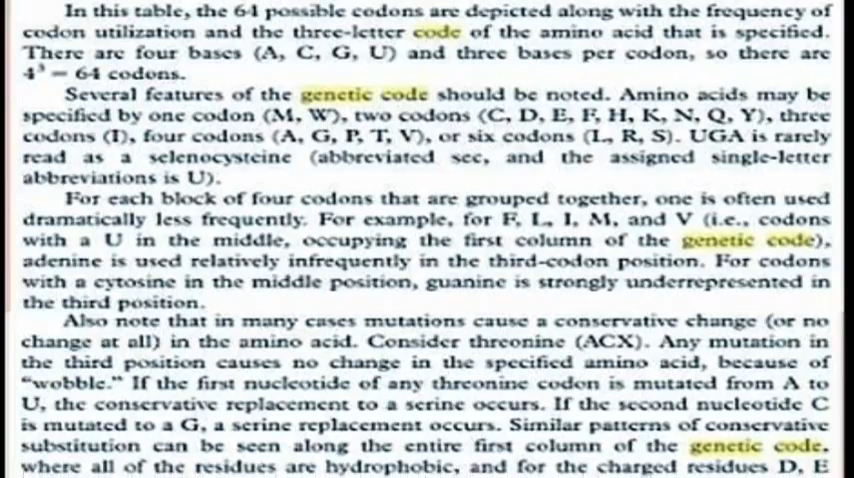 In this table, the 64 possible codons are depicted along with the frequency of
codon utilization and the three-letter code of the amino acid that is specified.
There are four bases (A, C, G, U) and three bases per codon, so there are
4³ = 64 codons.
Several features of the genetic code should be noted. Amino acids may be
specified by one codon (M, W), two codons (C, D, E, F, H, K, N, Q, Y), three
codons (I), four codons (A, G, P, T, V), or six codons (L, R, S). UGA is rarely
read as a selenocysteine (abbreviated sec, and the assigned single-letter
abbreviations is U).
For each block of four codons that are grouped together, one is often used
dramatically less frequently. For example, for F, L, I, M, and V (i.e., codons
with a U in the middle, occupying the first column of the genetic code),
adenine is used relatively infrequently in the third-codon position. For codons
with a cytosine in the middle position, guanine is strongly underrepresented in
the third position.
Also note that in many cases mutations cause a conservative change (or no
change at all) in the amino acid. Consider threonine (ACX). Any mutation in
the third position causes no change in the specified amino acid, because of
"wobble." If the first nucleotide of any threonine codon is mutated from A to
U, the conservative replacement to a serine occurs. If the second nucleotide C
is mutated to a G, a serine replacement occurs. Similar patterns of conservative
substitution can be seen along the entire first column of the genetic code,
where all of the residues are hydrophobic, and for the charged residues D, E